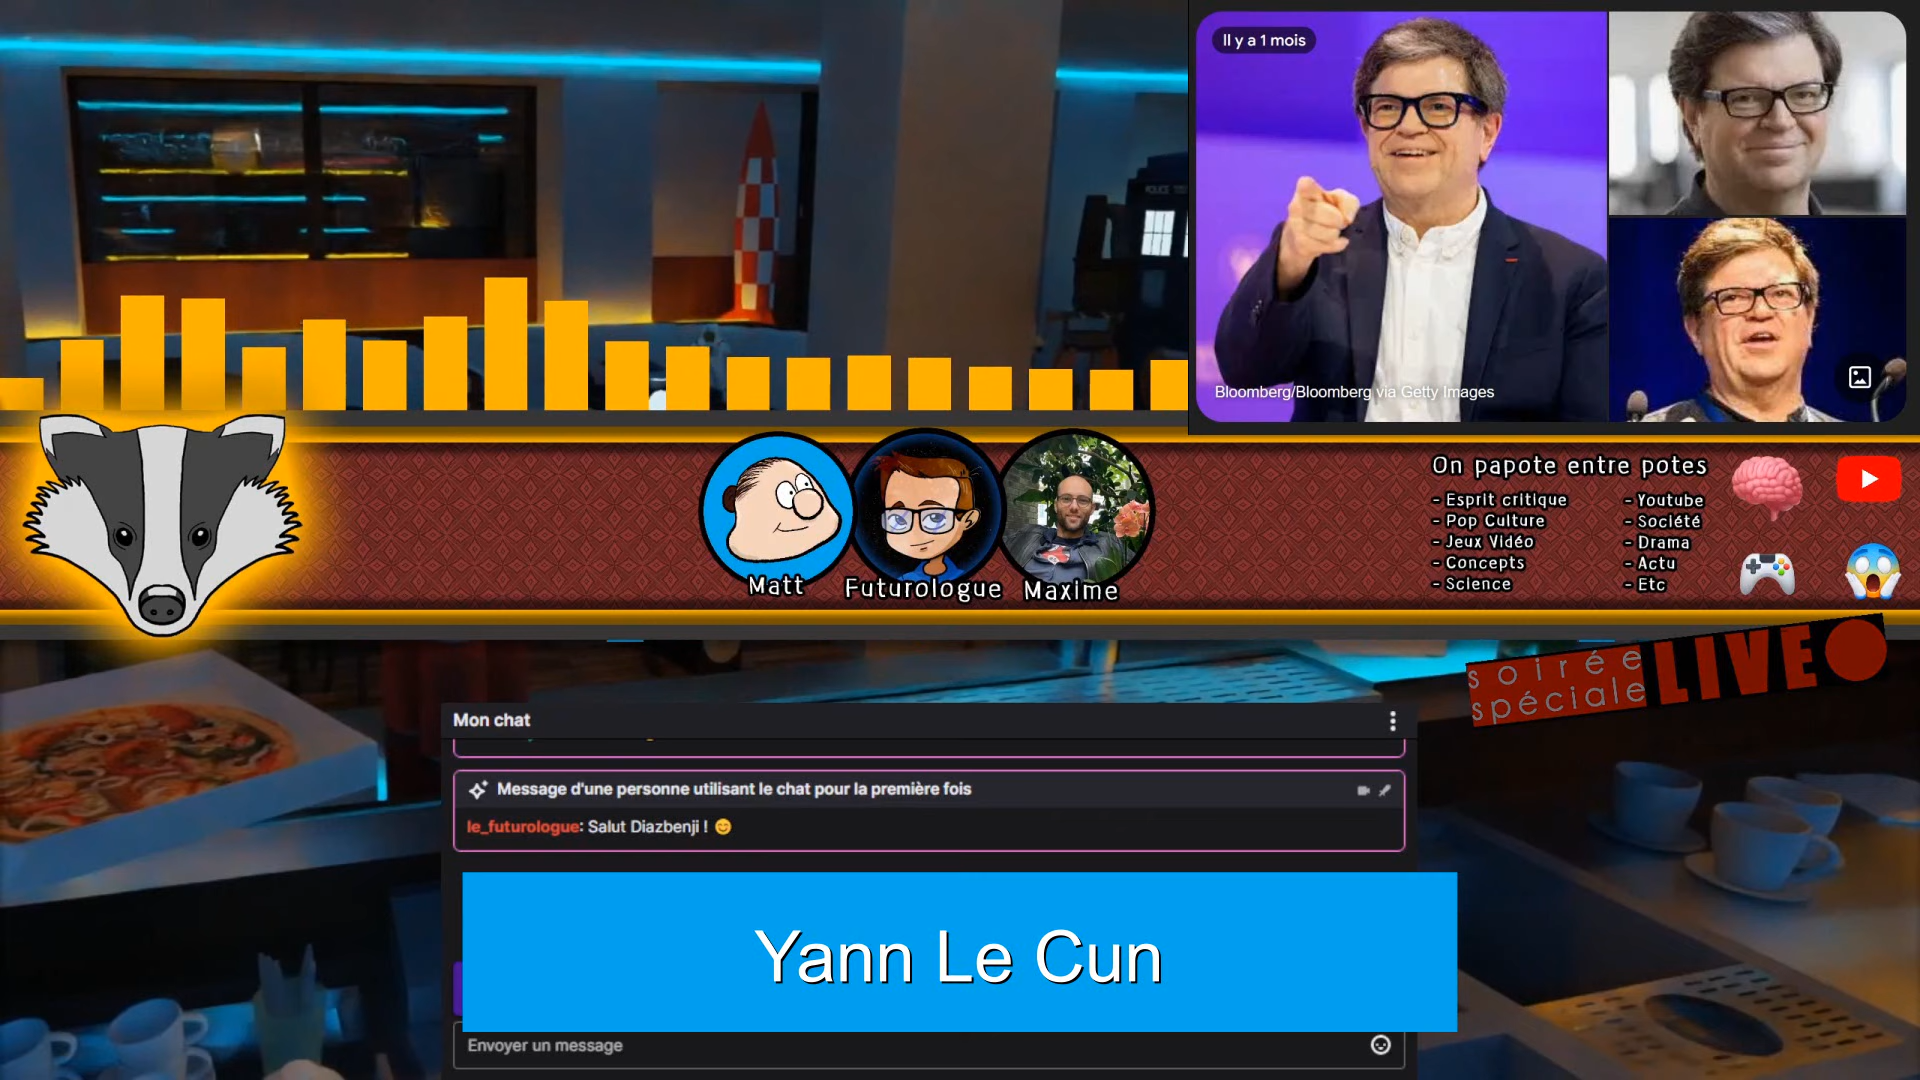 Il y a 1 mois
Bloomberg/Bloomberg via Getty Images
POLICE
On papote entre potes
- Esprit critique
- Pop Culture
- Jeux Vidéo
- Concepts
- Science
- Youtube
- Société
- Drama
- Actu
- Etc
Matt
Futurologue
Maxime
soirée
spéciale
LIVE
Mon chat
Message d'une personne utilisant le chat pour la première fois
le_futurologue: Salut Diazbenji ! 😊
Yann Le Cun
Envoyer un message